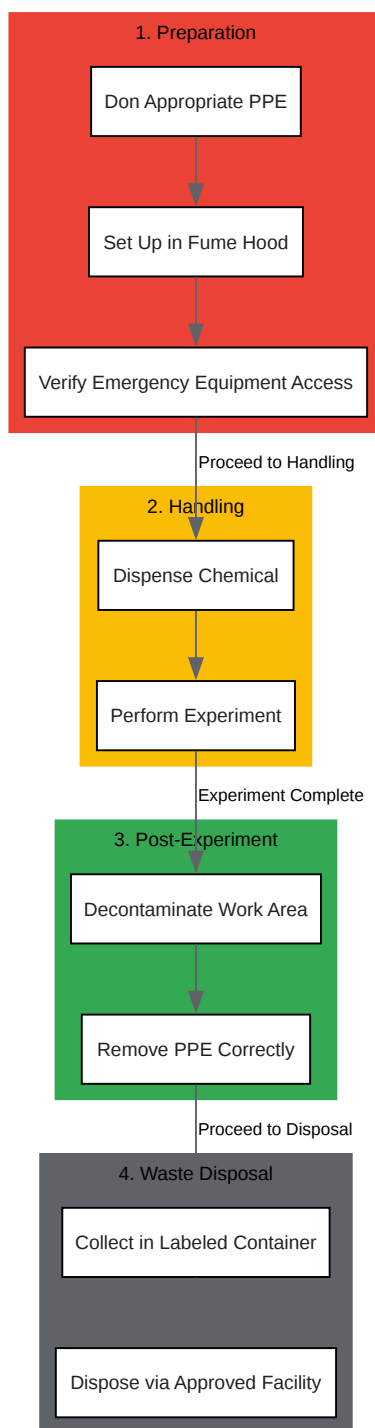 1. Preparation
Don Appropriate PPE
Set Up in Fume Hood
Verify Emergency Equipment Access
Proceed to Handling
2. Handling
Dispense Chemical
Perform Experiment
Experiment Complete
3. Post-Experiment
Decontaminate Work Area
Remove PPE Correctly
Proceed to Disposal
4. Waste Disposal
Collect in Labeled Container
Dispose via Approved Facility